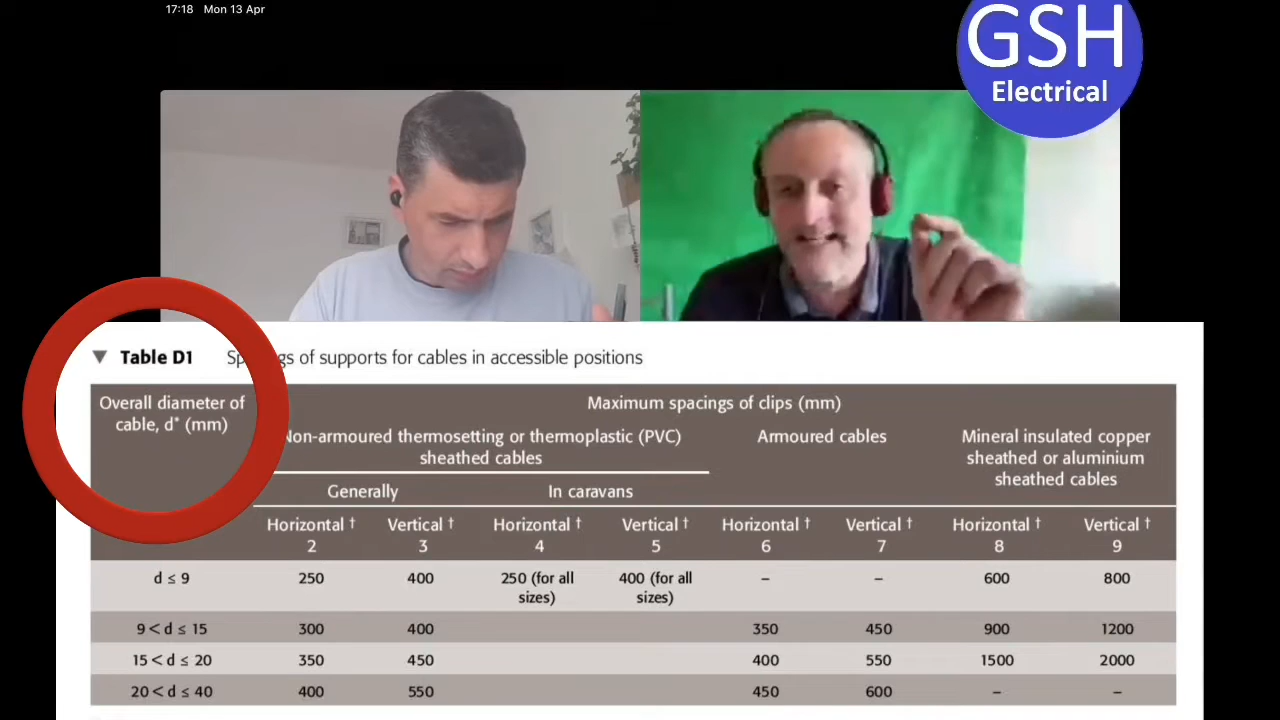 17:18 Mon 13 Apr
GSH
Electrical
▼ Table D1 Sp gs of supports for cables in accessible positions
Overall diameter of
cable, d* (mm)
Maximum spacings of clips (mm)
Non-armoured thermosetting or thermoplastic (PVC)
sheathed cables
Armoured cables
Mineral insulated copper
sheathed or aluminium
sheathed cables
Generally In caravans
Horizontal † Vertical † Horizontal † Vertical † Horizontal † Vertical † Horizontal † Vertical †
2 3 4 5 6 7 8 9
d ≤ 9 250 400 250 (for all 400 (for all – – 600 800
sizes) sizes)
9 < d ≤ 15 300 400 350 450 900 1200
15 < d ≤ 20 350 450 400 550 1500 2000
20 < d ≤ 40 400 550 450 600 – –